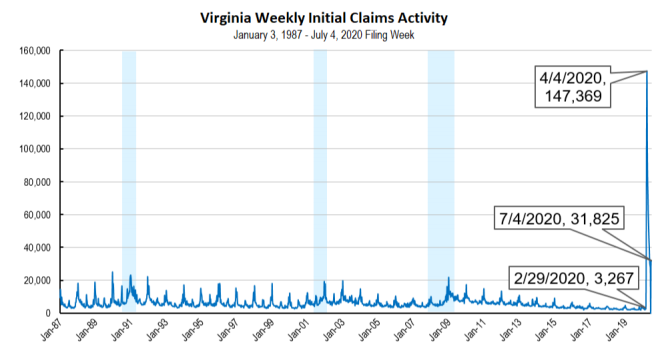 Virginia Weekly Initial Claims Activity
January 3, 1987 - July 4, 2020 Filing Week
160,000
140,000
120,000
100,000
80,000
60,000
40,000
20,000
0
4/4/2020,
147,369
7/4/2020, 31,825
2/29/2020, 3,267
Jan-87
Jan-89
Jan-91
Jan-93
Jan-95
Jan-97
Jan-99
Jan-01
Jan-03
Jan-05
Jan-07
Jan-09
Jan-11
Jan-13
Jan-15
Jan-17
Jan-19